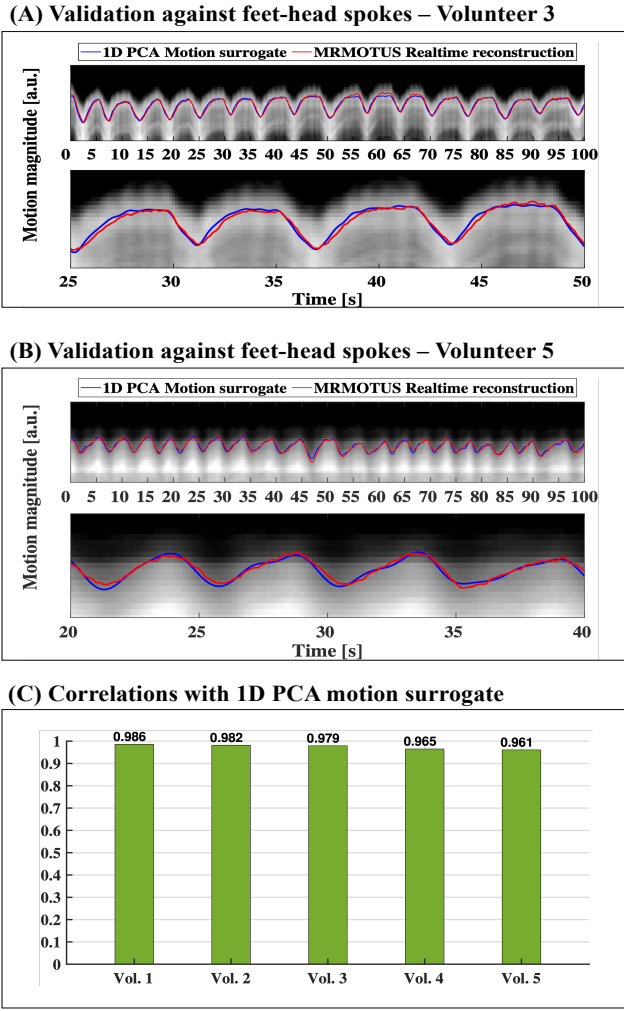 (A) Validation against feet-head spokes – Volunteer 3
1D PCA Motion surrogate MRMOTUS Realtime reconstruction
Motion magnitude [a.u.]
0 5 10 15 20 25 30 35 40 45 50 55 60 65 70 75 80 85 90 95 100
25 30 35 40 45 50
Time [s]
(B) Validation against feet-head spokes – Volunteer 5
1D PCA Motion surrogate MRMOTUS Realtime reconstruction
Motion magnitude [a.u.]
0 5 10 15 20 25 30 35 40 45 50 55 60 65 70 75 80 85 90 95 100
20 25 30 35 40
Time [s]
(C) Correlations with 1D PCA motion surrogate
1
0.9
0.8
0.7
0.6
0.5
0.4
0.3
0.2
0.1
0
0.986 0.982 0.979 0.965 0.961
Vol. 1 Vol. 2 Vol. 3 Vol. 4 Vol. 5